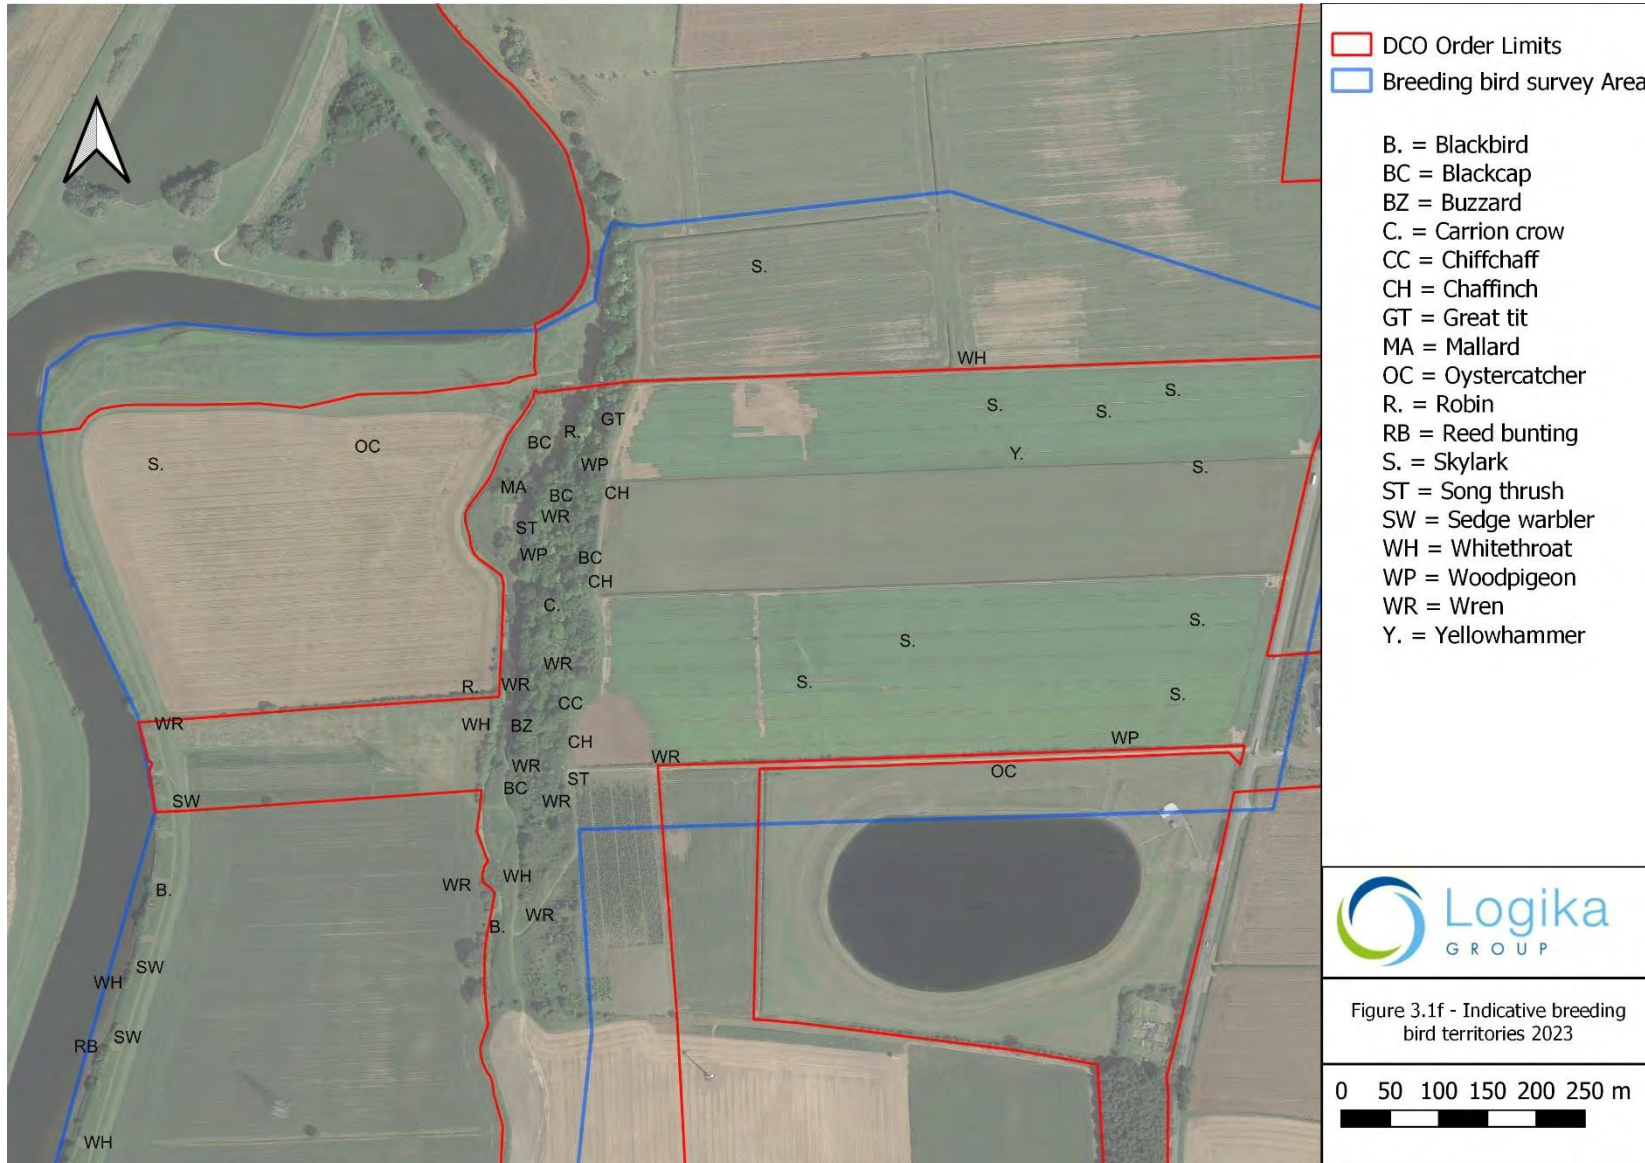 DCO Order Limits
Breeding bird survey Area
B. = Blackbird
BC = Blackcap
BZ = Buzzard
C. = Carrion crow
CC = Chiffchaff
CH = Chaffinch
GT = Great tit
MA = Mallard
OC = Oystercatcher
R. = Robin
RB = Reed bunting
S. = Skylark
ST = Song thrush
SW = Sedge warbler
WH = Whitethroat
WP = Woodpigeon
WR = Wren
Y. = Yellowhammer
S.
WH
S.
S.
S.
GT
R.
BC
OC
Y.
S.
WP
S.
MA
CH
BC
WR
ST
WP
BC
CH
C.
S.
S.
WR
S.
R.
WR
S.
CC
WR
WH
BZ
WP
CH
WR
WR
OC
ST
BC
SW
WR
WH
WR
B.
WR
B.
SW
WH
SW
RB
WH
Logika
GROUP
Figure 3.1f - Indicative breeding
bird territories 2023
0 50 100 150 200 250 m